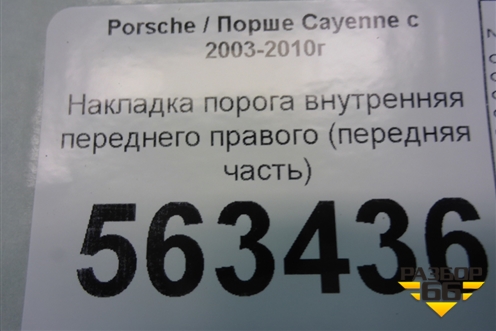 Porsche / Порше Cayenne с
2003-2010г
Накладка порога внутренняя
переднего правого (передняя
часть)
563436
РАЗБОР
66